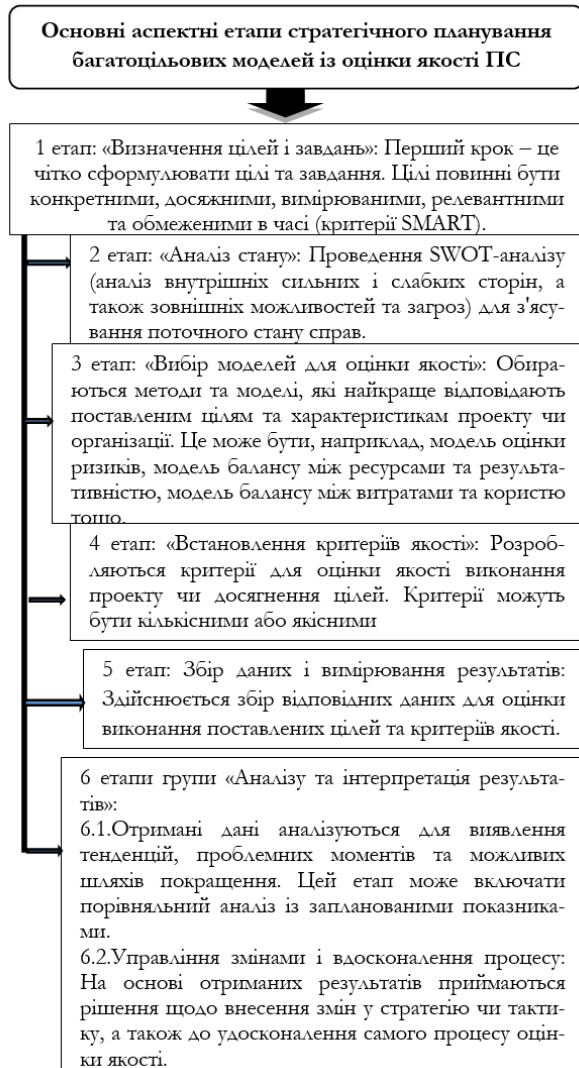 Основні аспектні етапи стратегічного планування
багатоцільових моделей із оцінки якості ПС
1 етап: «Визначення цілей і завдань»: Перший крок – це
чітко сформулювати цілі та завдання. Цілі повинні бути
конкретними, досяжними, вимірюваними, релевантними
та обмеженими в часі (критерії SMART).
2 етап: «Аналіз стану»: Проведення SWOT-аналізу
(аналіз внутрішніх сильних і слабких сторін, а
також зовнішніх можливостей та загроз) для з'ясу-
вання поточного стану справ.
3 етап: «Вибір моделей для оцінки якості»: Обира-
ються методи та моделі, які найкраще відповідають
поставленим цілям та характеристикам проекту чи
організації. Це може бути, наприклад, модель оцінки
ризиків, модель балансу між ресурсами та результа-
тивністю, модель балансу між витратами та користю
тощо.
4 етап: «Встановлення критеріїв якості»: Розроб-
ляються критерії для оцінки якості виконання
проекту чи досягнення цілей. Критерії можуть
бути кількісними або якісними
5 етап: Збір даних і вимірювання результатів:
Здійснюється збір відповідних даних для оцінки
виконання поставлених цілей та критеріїв якості.
6 етапи групи «Аналізу та інтерпретація результа-
тів»:
6.1.Отримані дані аналізуються для виявлення
тенденцій, проблемних моментів та можливих
шляхів покращення. Цей етап може включати
порівняльний аналіз із запланованими показника-
ми.
6.2.Управління змінами і вдосконалення процесу:
На основі отриманих результатів приймаються
рішення щодо внесення змін у стратегію чи такти-
ку, а також до удосконалення самого процесу оцін-
ки якості.